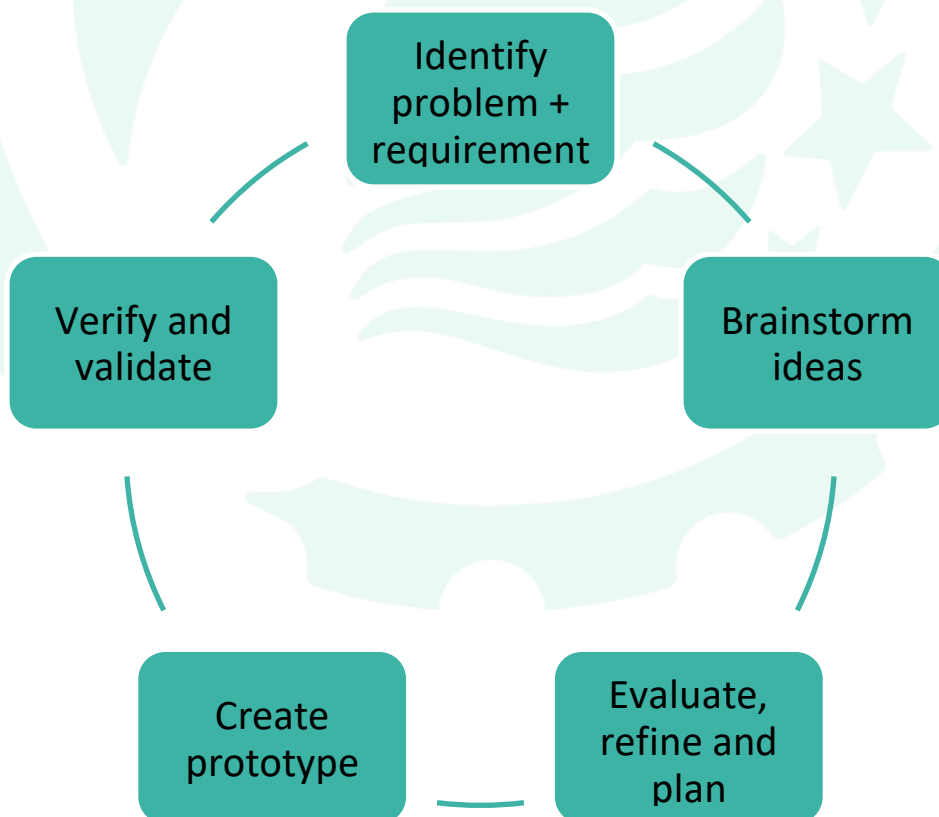 Identify
problem +
requirement
Brainstorm
ideas
Evaluate,
refine and
plan
Create
prototype
Verify and
validate